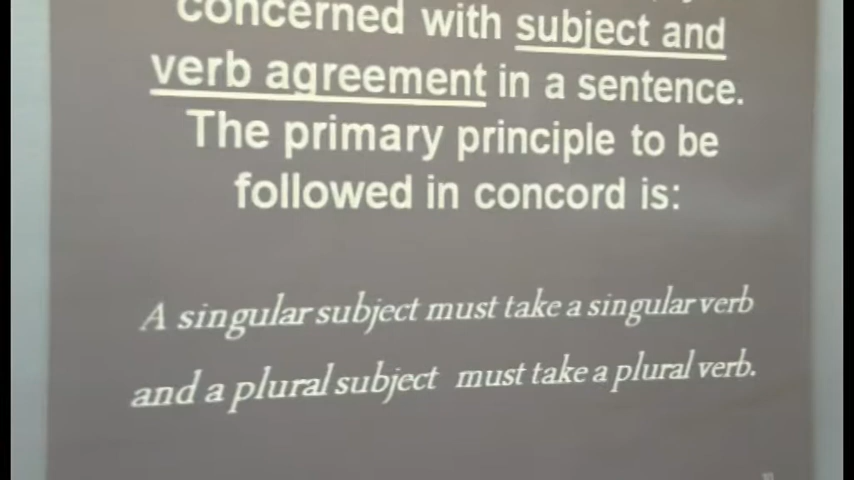 concerned with subject and
verb agreement in a sentence.
The primary principle to be
followed in concord is:
A singular subject must take a singular verb
and a plural subject must take a plural verb.